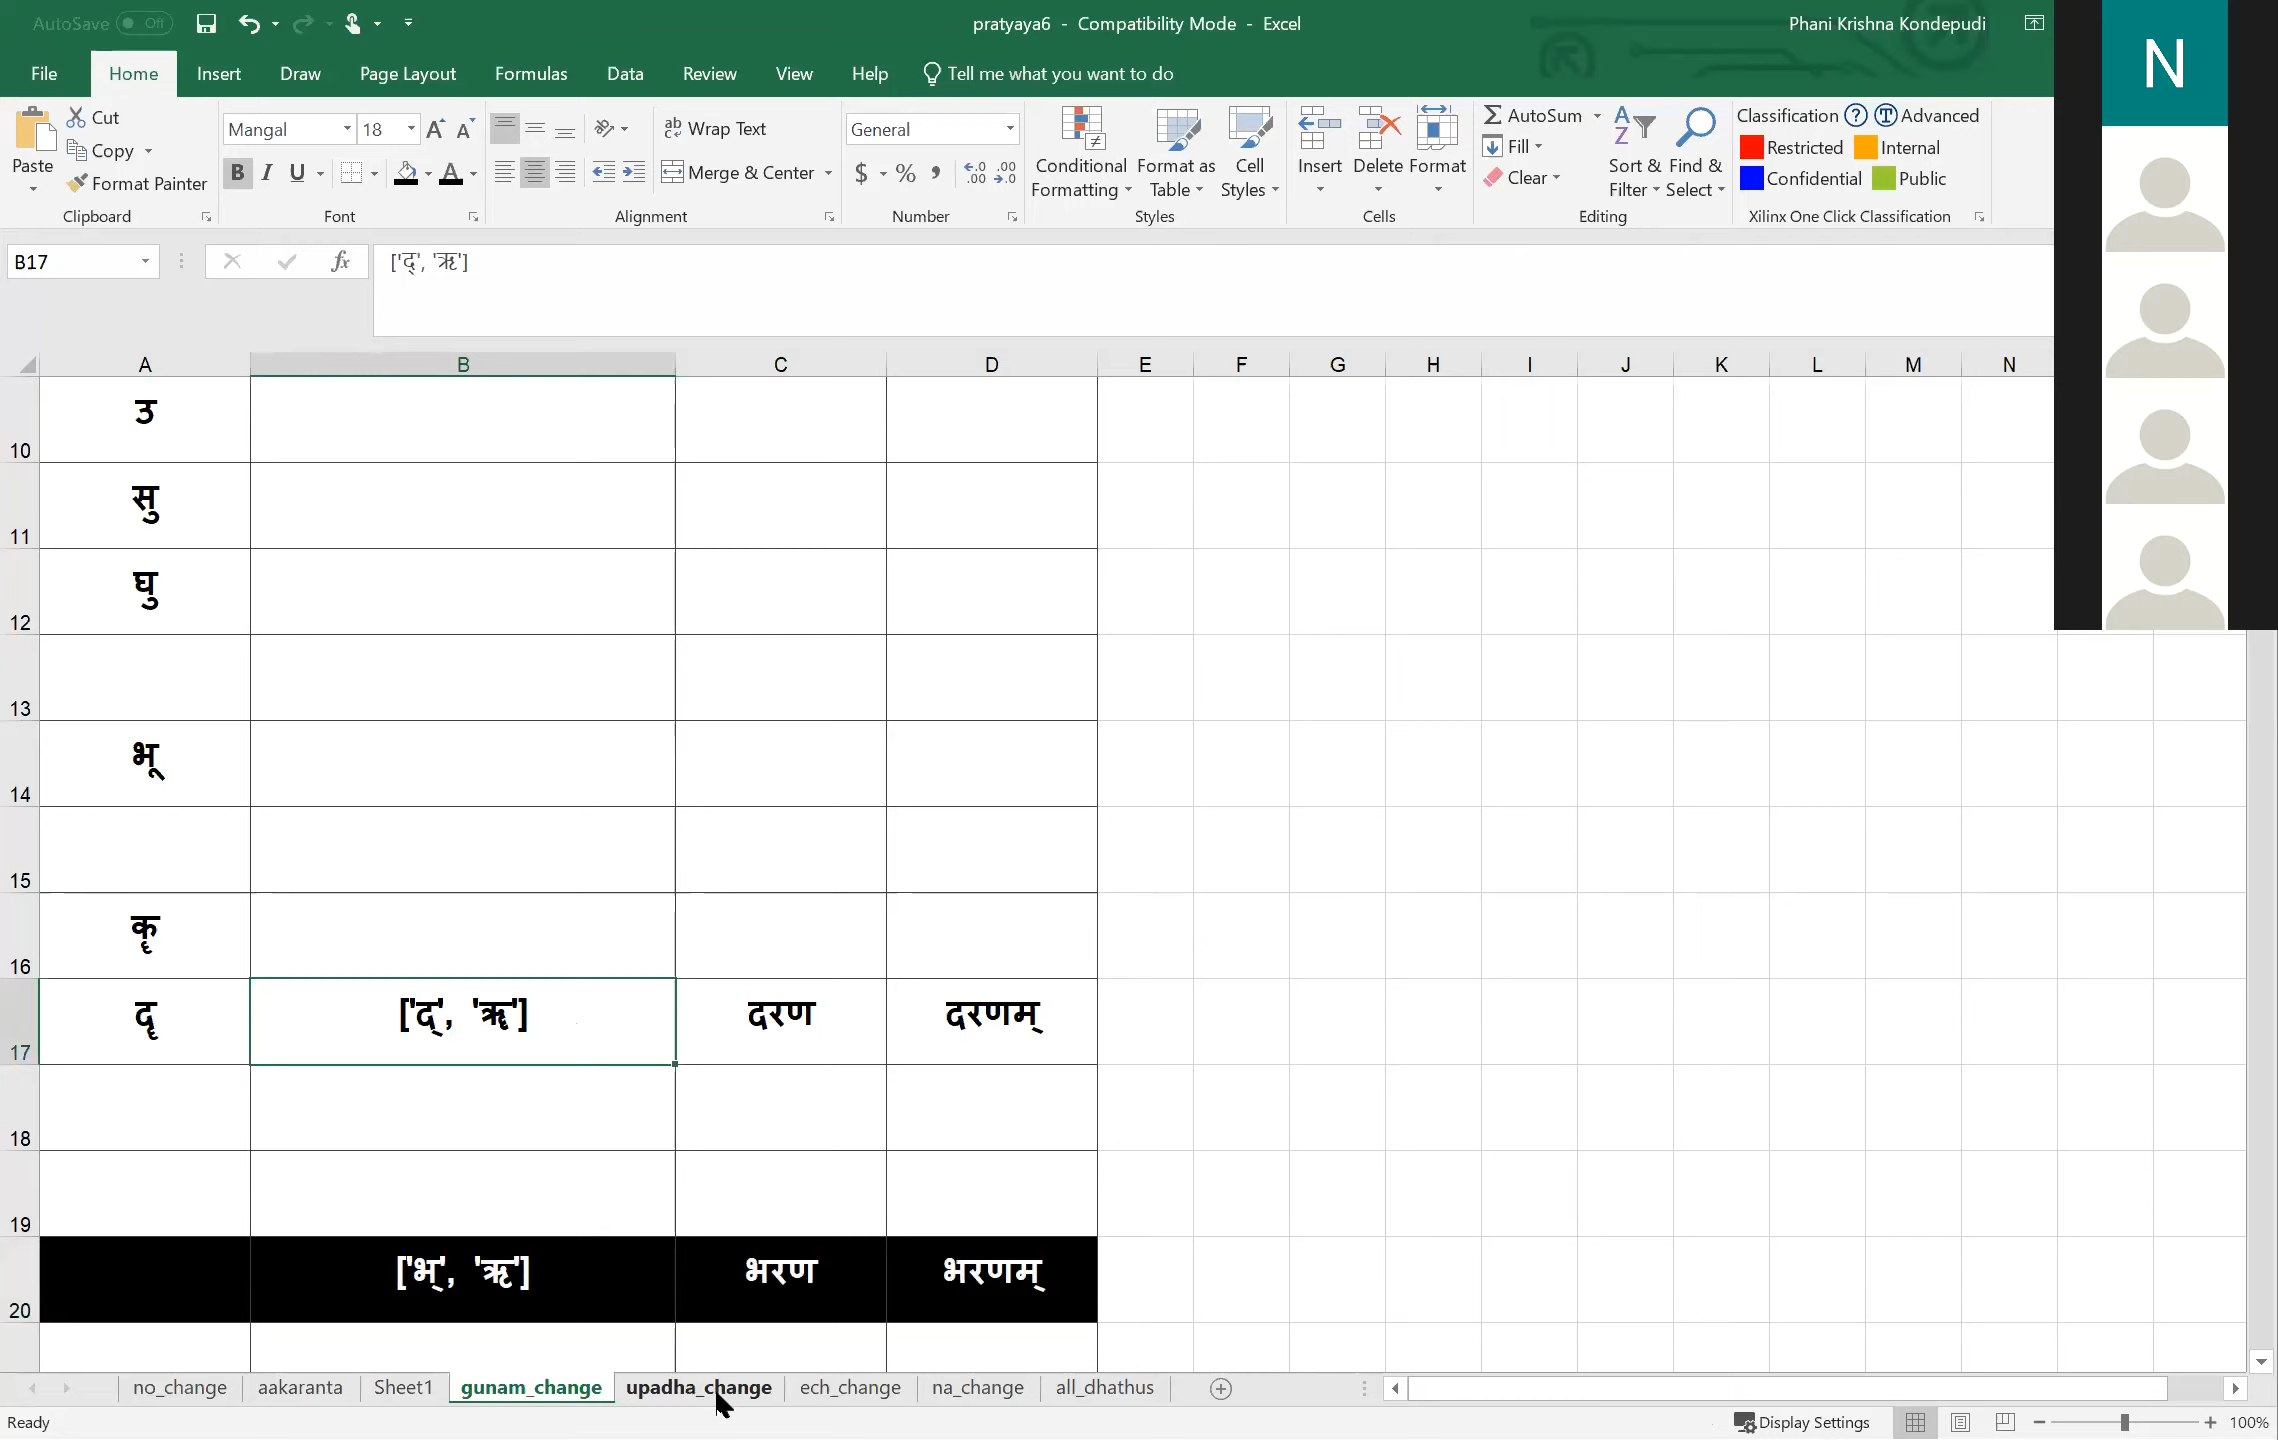 AutoSave Off
pratyaya6 - Compatibility Mode - Excel
Phani Krishna Kondepudi
N
File Home Insert Draw Page Layout Formulas Data Review View Help Tell me what you want to do
Cut
Copy
Format Painter
Paste
Clipboard
Mangal 18
B I U
Font
Wrap Text
Merge & Center
Alignment
General
$ % ,
Number
Conditional Formatting
Format as Table
Cell Styles
Styles
Insert Delete Format
Cells
AutoSum
Fill
Clear
Sort & Filter
Find & Select
Editing
Classification Advanced
Restricted Internal
Confidential Public
Xilinx One Click Classification
B17 fx ['द्', 'ॠ']
A B C D E F G H I J K L M N
10 उ
11 सु
12 घु
13
14 भू
15
16 कॄ
17 दॄ ['द्', 'ॠ'] दरण दरणम्
18
19
20 ['भ्', 'ऋ'] भरण भरणम्
no_change aakaranta Sheet1 gunam_change upadha_change ech_change na_change all_dhathus
Ready
Display Settings
100%